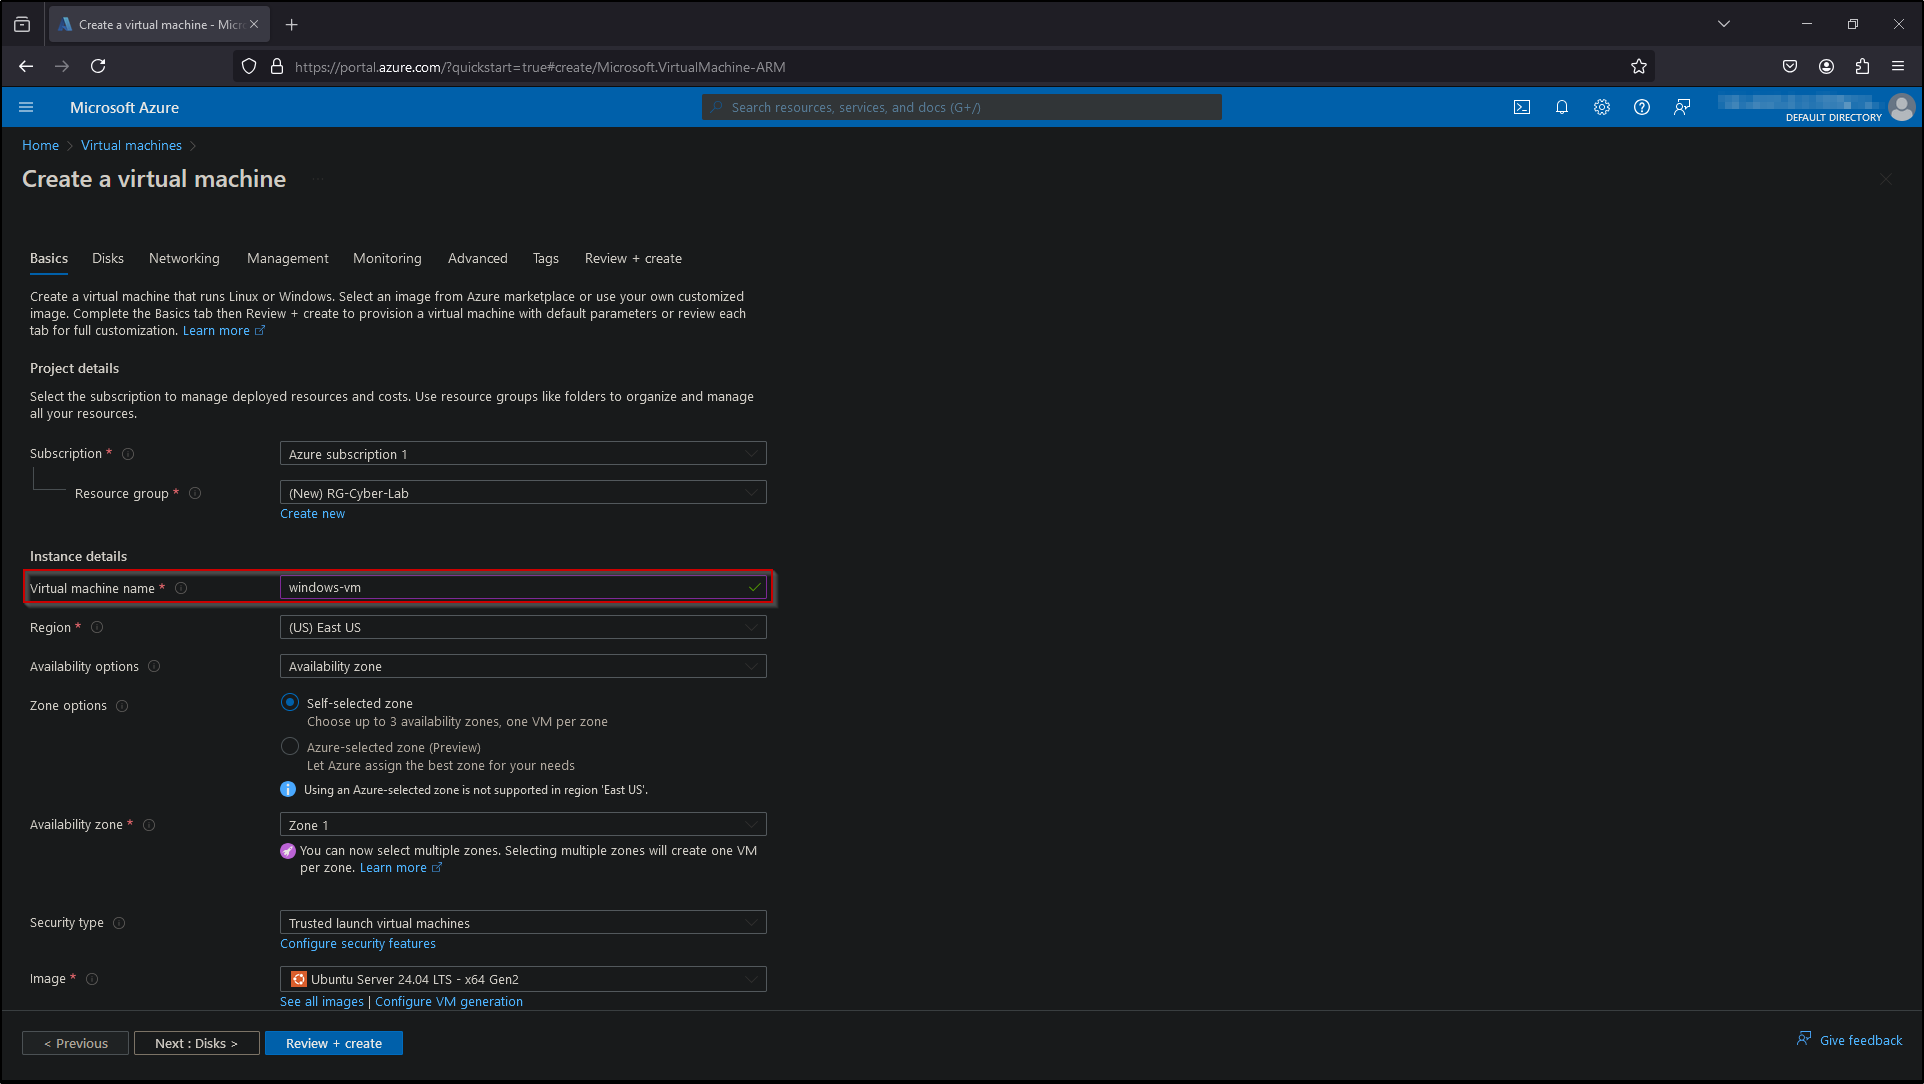 Create a virtual machine - Micr
https://portal.azure.com/?quickstart=true#create/Microsoft.VirtualMachine-ARM
Microsoft Azure
Search resources, services, and docs (G+/)
DEFAULT DIRECTORY
Home > Virtual machines >
Create a virtual machine ...
Basics Disks Networking Management Monitoring Advanced Tags Review + create
Create a virtual machine that runs Linux or Windows. Select an image from Azure marketplace or use your own customized
image. Complete the Basics tab then Review + create to provision a virtual machine with default parameters or review each
tab for full customization. Learn more
Project details
Select the subscription to manage deployed resources and costs. Use resource groups like folders to organize and manage
all your resources.
Subscription * Azure subscription 1
Resource group * (New) RG-Cyber-Lab
Create new
Instance details
Virtual machine name * windows-vm
Region * (US) East US
Availability options Availability zone
Zone options Self-selected zone
Choose up to 3 availability zones, one VM per zone
Azure-selected zone (Preview)
Let Azure assign the best zone for your needs
Using an Azure-selected zone is not supported in region 'East US'.
Availability zone * Zone 1
You can now select multiple zones. Selecting multiple zones will create one VM
per zone. Learn more
Security type Trusted launch virtual machines
Configure security features
Image * Ubuntu Server 24.04 LTS - x64 Gen2
See all images | Configure VM generation
< Previous Next : Disks > Review + create
Give feedback